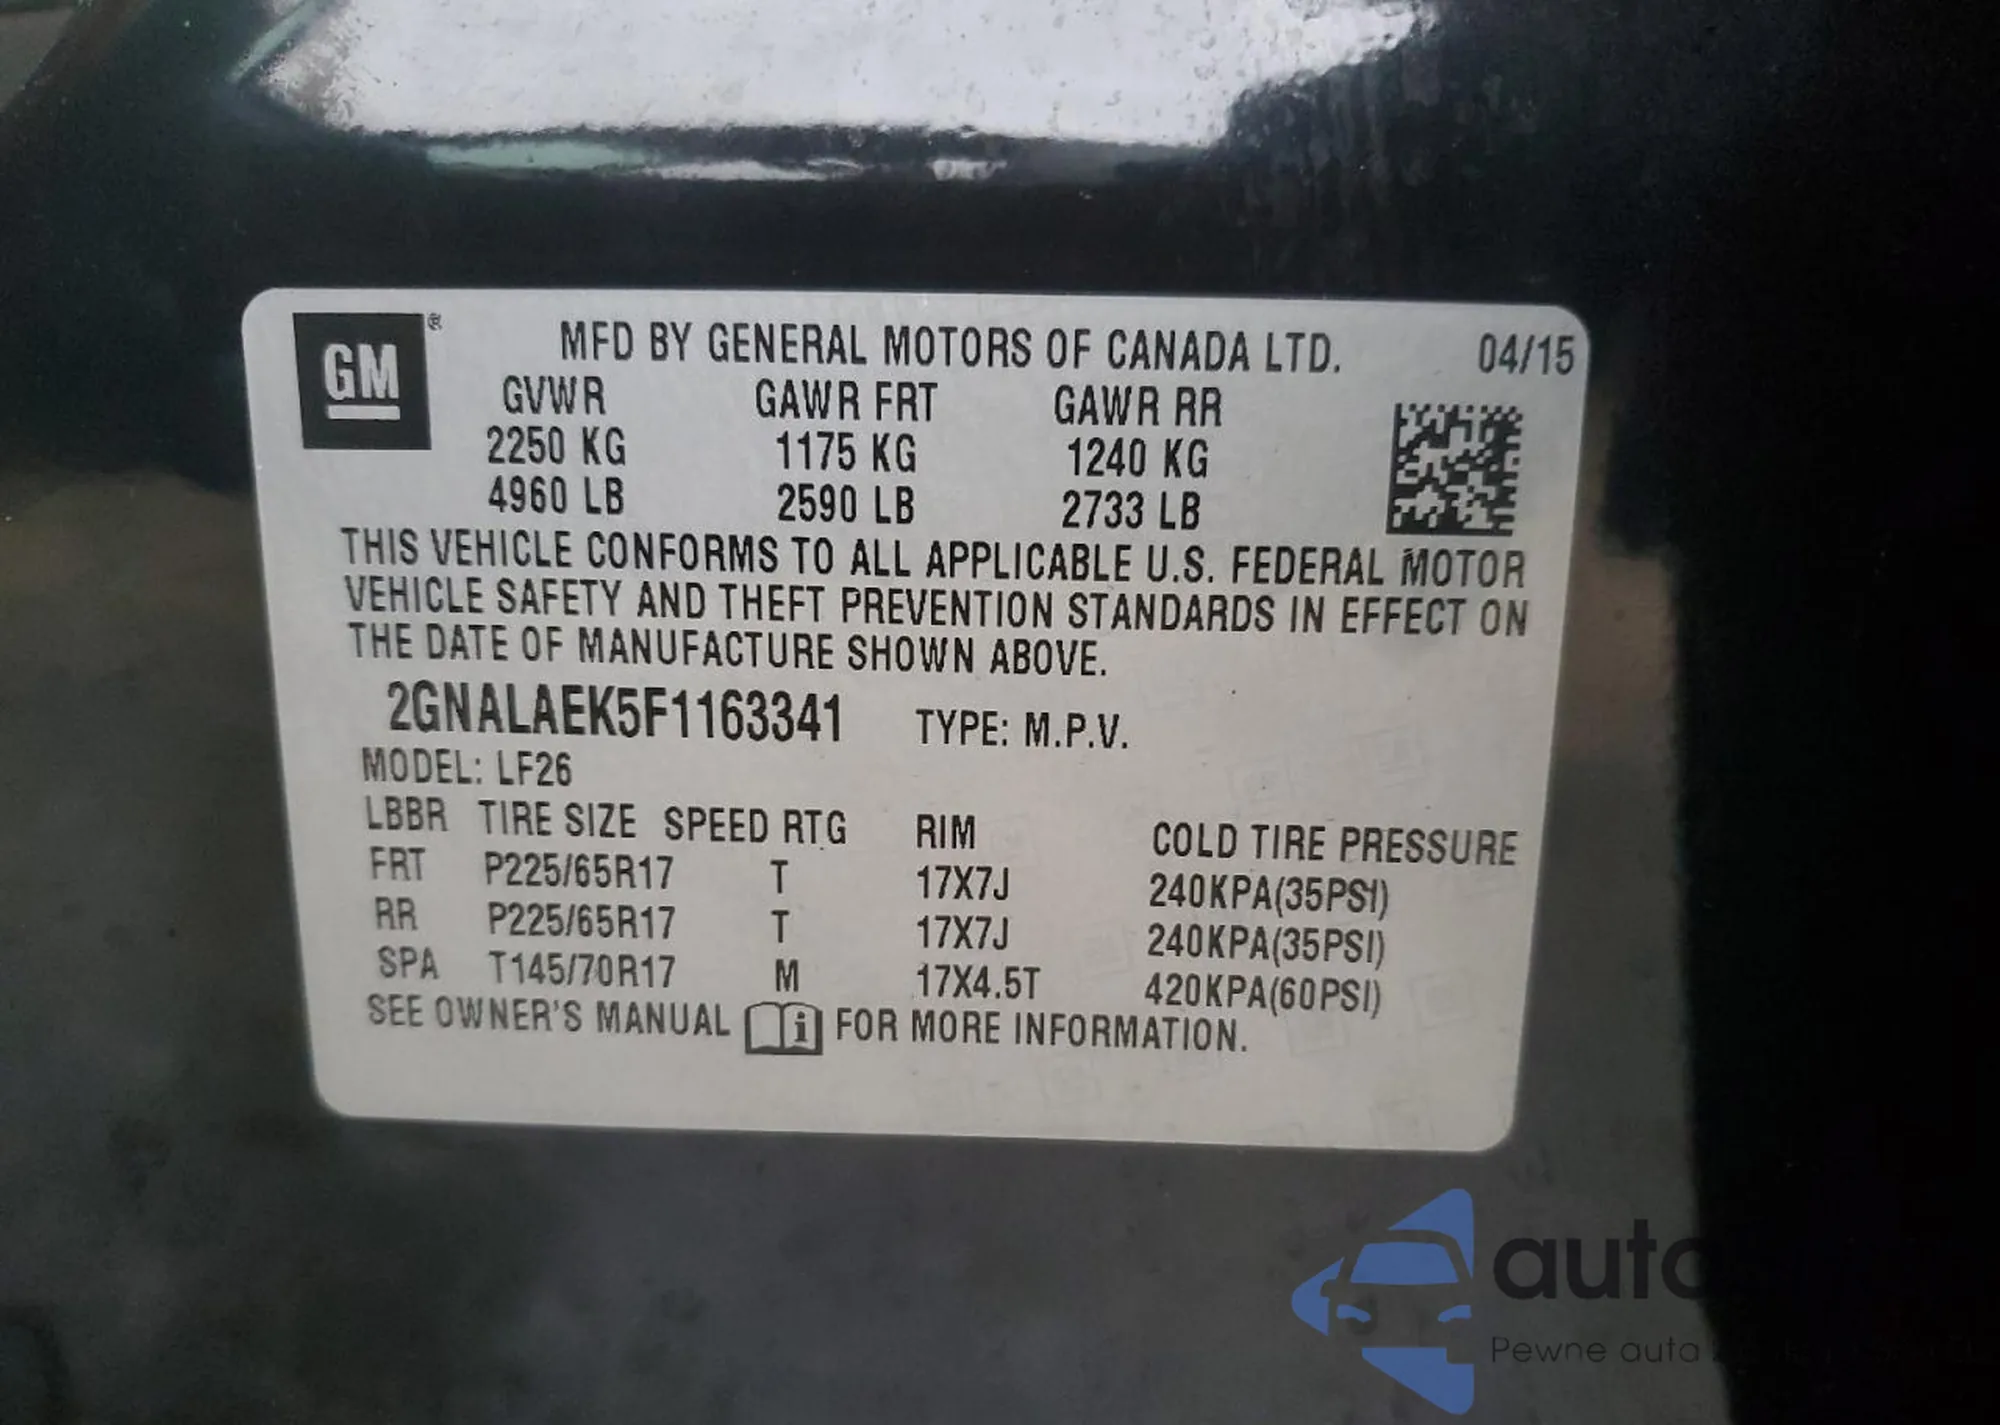 GM ®
MFD BY GENERAL MOTORS OF CANADA LTD. 04/15
GVWR GAWR FRT GAWR RR
2250 KG 1175 KG 1240 KG
4960 LB 2590 LB 2733 LB
THIS VEHICLE CONFORMS TO ALL APPLICABLE U.S. FEDERAL MOTOR
VEHICLE SAFETY AND THEFT PREVENTION STANDARDS IN EFFECT ON
THE DATE OF MANUFACTURE SHOWN ABOVE.
2GNALAEK5F1163341 TYPE: M.P.V.
MODEL: LF26
LBBR TIRE SIZE SPEED RTG RIM COLD TIRE PRESSURE
FRT P225/65R17 T 17X7J 240KPA(35PSI)
RR P225/65R17 T 17X7J 240KPA(35PSI)
SPA T145/70R17 M 17X4.5T 420KPA(60PSI)
SEE OWNER'S MANUAL i FOR MORE INFORMATION.
Pewne auta